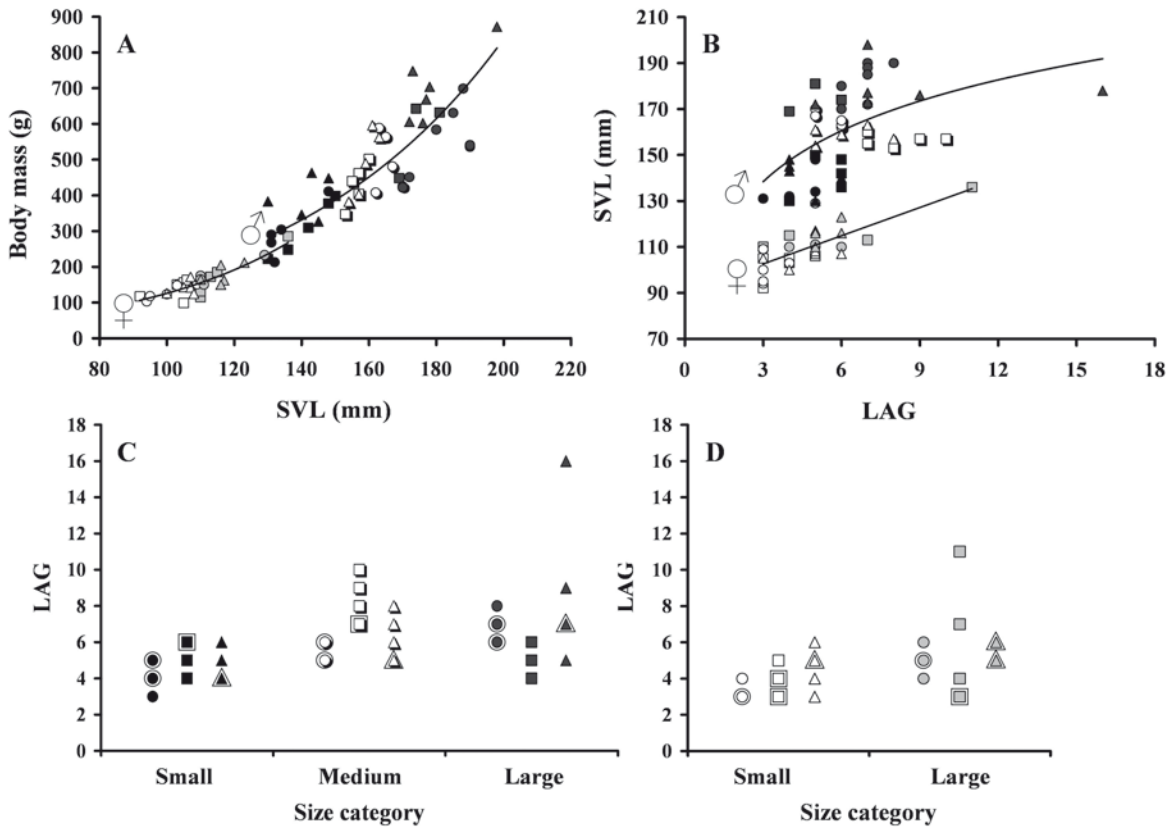 A
Body mass (g)
900
800
700
600
500
400
300
200
100
0
80 100 120 140 160 180 200 220
SVL (mm)
B
SVL (mm)
210
190
170
150
130
110
90
70
0 3 6 9 12 15 18
LAG
C
LAG
18
16
14
12
10
8
6
4
2
0
Small Medium Large
Size category
D
LAG
18
16
14
12
10
8
6
4
2
0
Small Large
Size category